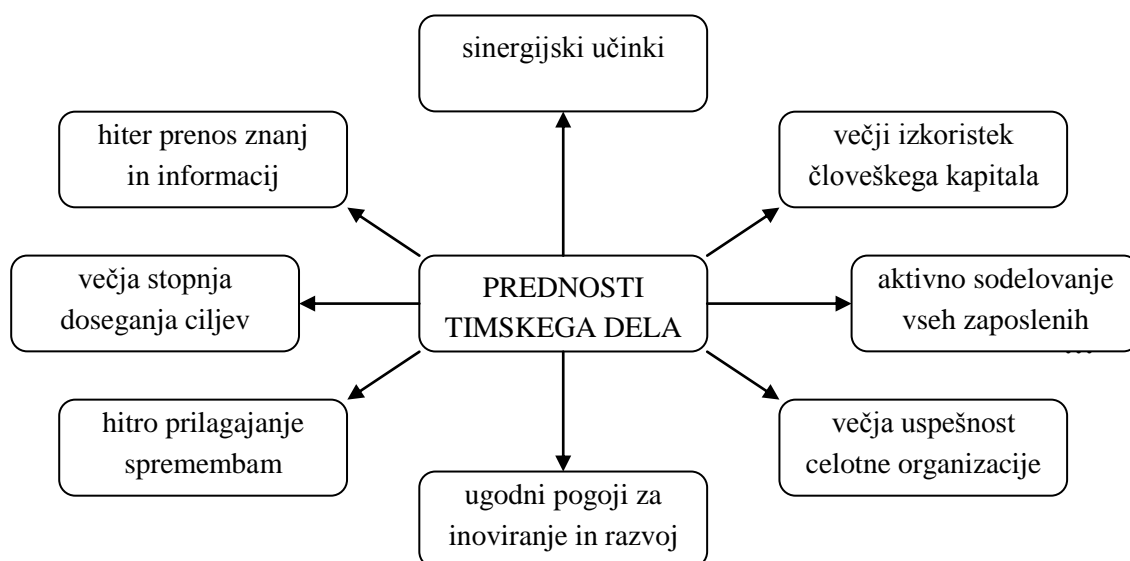 sinergijski učinki
hiter prenos znanj
in informacij
večji izkoristek
človeškega kapitala
večja stopnja
doseganja ciljev
PREDNOSTI
TIMSKEGA DELA
aktivno sodelovanje
vseh zaposlenih
...
hitro prilagajanje
spremembam
večja uspešnost
celotne organizacije
ugodni pogoji za
inoviranje in razvoj